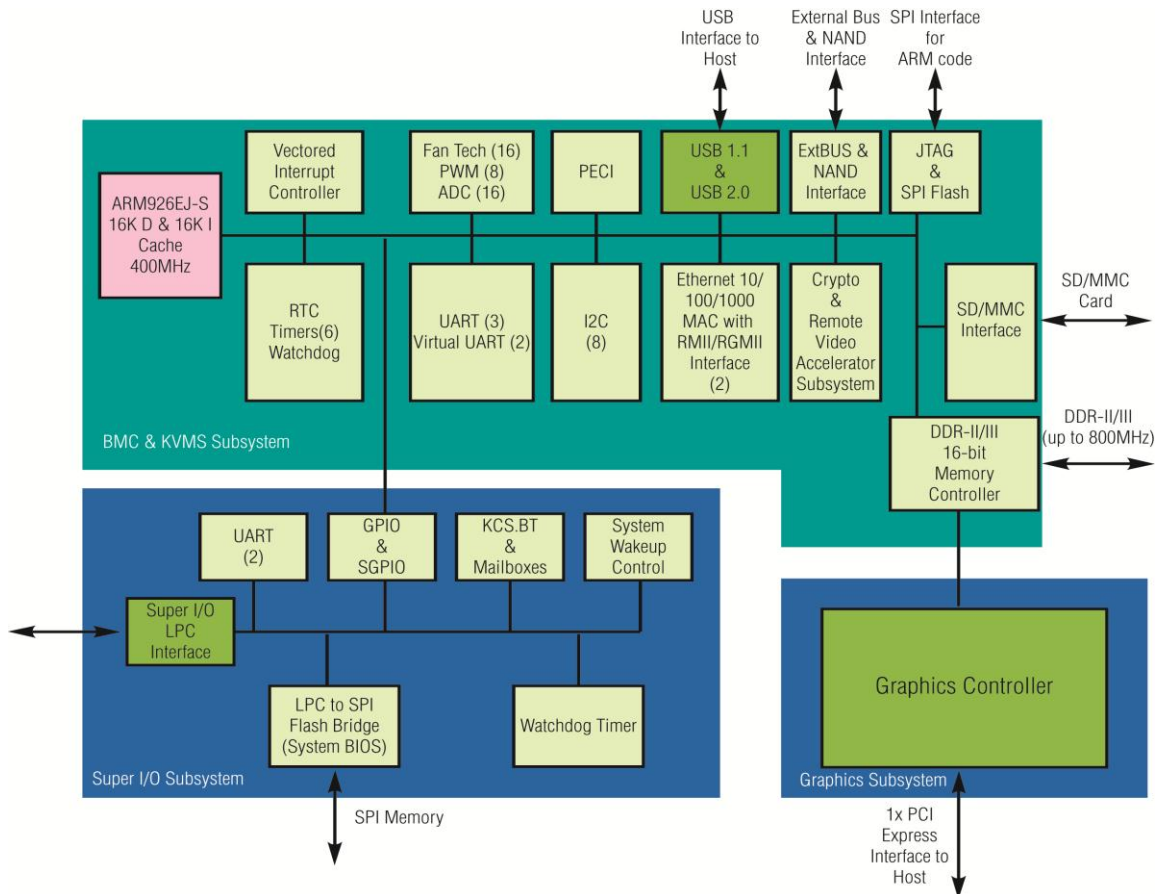 USB
Interface to
Host
External Bus
& NAND
Interface
SPI Interface
for
ARM code
Vectored
Interrupt
Controller
Fan Tech (16)
PWM (8)
ADC (16)
PECI
USB 1.1
&
USB 2.0
ExtBUS &
NAND
Interface
JTAG
&
SPI Flash
ARM926EJ-S
16K D & 16K I
Cache
400MHz
RTC
Timers(6)
Watchdog
UART (3)
Virtual UART (2)
I2C
(8)
Ethernet 10/
100/1000
MAC with
RMII/RGMII
Interface
(2)
Crypto
&
Remote
Video
Accelerator
Subsystem
SD/MMC
Interface
SD/MMC
Card
BMC & KVMS Subsystem
DDR-II/III
16-bit
Memory
Controller
DDR-II/III
(up to 800MHz)
UART
(2)
GPIO
&
SGPIO
KCS.BT
&
Mailboxes
System
Wakeup
Control
Super I/O
LPC
Interface
LPC to SPI
Flash Bridge
(System BIOS)
Watchdog Timer
Super I/O Subsystem
SPI Memory
Graphics Controller
Graphics Subsystem
1x PCI
Express
Interface to
Host